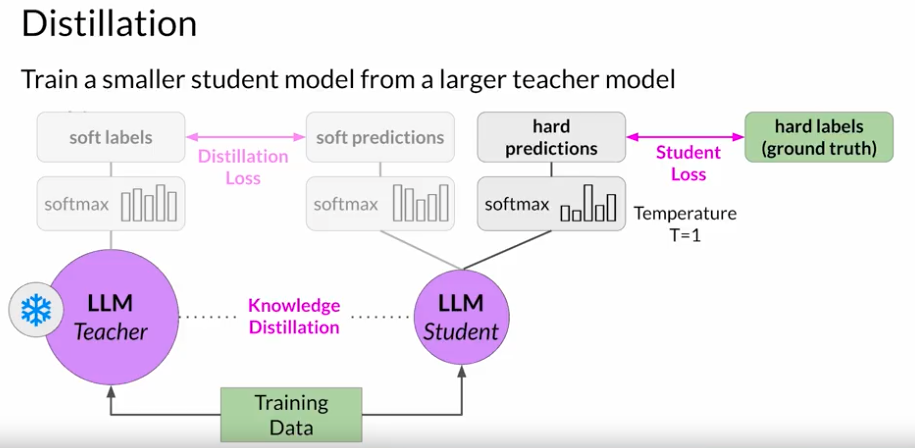 Distillation
Train a smaller student model from a larger teacher model
soft labels
Distillation
Loss
soft predictions
hard
predictions
Student
Loss
hard labels
(ground truth)
softmax
softmax
softmax
Temperature
T=1
LLM
Teacher
Knowledge
Distillation
LLM
Student
Training
Data